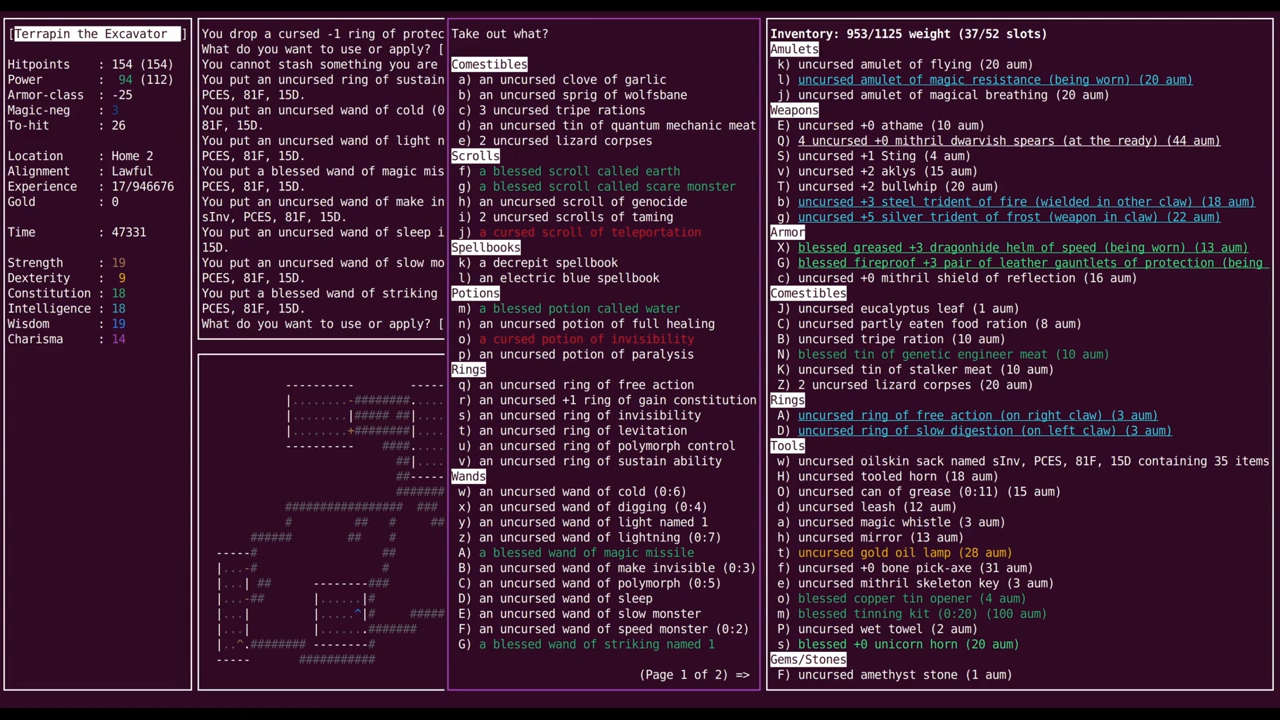 [Terrapin the Excavator ]
Hitpoints : 154 (154)
Power : 94 (112)
Armor-class : -25
Magic-neg : 3
To-hit : 26
Location : Home 2
Alignment : Lawful
Experience : 17/946676
Gold : 0
Time : 47331
Strength : 19
Dexterity : 9
Constitution : 18
Intelligence : 18
Wisdom : 19
Charisma : 14
You drop a cursed -1 ring of protec
What do you want to use or apply? [
You cannot stash something you are
You put an uncursed ring of sustain
PCES, 81F, 15D.
You put an uncursed wand of cold (0
81F, 15D.
You put an uncursed wand of light n
PCES, 81F, 15D.
You put a blessed wand of magic mis
PCES, 81F, 15D.
You put an uncursed wand of make in
sInv, PCES, 81F, 15D.
You put an uncursed wand of sleep i
15D.
You put an uncursed wand of slow mo
PCES, 81F, 15D.
You put a blessed wand of striking
PCES, 81F, 15D.
What do you want to use or apply? [
Take out what?
Comestibles
a) an uncursed clove of garlic
b) an uncursed sprig of wolfsbane
c) 3 uncursed tripe rations
d) an uncursed tin of quantum mechanic meat
e) 2 uncursed lizard corpses
Scrolls
f) a blessed scroll called earth
g) a blessed scroll called scare monster
h) an uncursed scroll of genocide
i) 2 uncursed scrolls of taming
j) a cursed scroll of teleportation
Spellbooks
k) a decrepit spellbook
l) an electric blue spellbook
Potions
m) a blessed potion called water
n) an uncursed potion of full healing
o) a cursed potion of invisibility
p) an uncursed potion of paralysis
Rings
q) an uncursed ring of free action
r) an uncursed +1 ring of gain constitution
s) an uncursed ring of invisibility
t) an uncursed ring of levitation
u) an uncursed ring of polymorph control
v) an uncursed ring of sustain ability
Wands
w) an uncursed wand of cold (0:6)
x) an uncursed wand of digging (0:4)
y) an uncursed wand of light named 1
z) an uncursed wand of lightning (0:7)
A) a blessed wand of magic missile
B) an uncursed wand of make invisible (0:3)
C) an uncursed wand of polymorph (0:5)
D) an uncursed wand of sleep
E) an uncursed wand of slow monster
F) an uncursed wand of speed monster (0:2)
G) a blessed wand of striking named 1
(Page 1 of 2) =>
Inventory: 953/1125 weight (37/52 slots)
Amulets
k) uncursed amulet of flying (20 aum)
l) uncursed amulet of magic resistance (being worn) (20 aum)
j) uncursed amulet of magical breathing (20 aum)
Weapons
E) uncursed +0 athame (10 aum)
Q) 4 uncursed +0 mithril dwarvish spears (at the ready) (44 aum)
S) uncursed +1 Sting (4 aum)
v) uncursed +2 aklys (15 aum)
T) uncursed +2 bullwhip (20 aum)
b) uncursed +3 steel trident of fire (wielded in other claw) (18 aum)
g) uncursed +5 silver trident of frost (weapon in claw) (22 aum)
Armor
X) blessed greased +3 dragonhide helm of speed (being worn) (13 aum)
G) blessed fireproof +3 pair of leather gauntlets of protection (being
c) uncursed +0 mithril shield of reflection (16 aum)
Comestibles
J) uncursed eucalyptus leaf (1 aum)
C) uncursed partly eaten food ration (8 aum)
B) uncursed tripe ration (10 aum)
N) blessed tin of genetic engineer meat (10 aum)
K) uncursed tin of stalker meat (10 aum)
Z) 2 uncursed lizard corpses (20 aum)
Rings
A) uncursed ring of free action (on right claw) (3 aum)
D) uncursed ring of slow digestion (on left claw) (3 aum)
Tools
w) uncursed oilskin sack named sInv, PCES, 81F, 15D containing 35 items
H) uncursed tooled horn (18 aum)
O) uncursed can of grease (0:11) (15 aum)
d) uncursed leash (12 aum)
a) uncursed magic whistle (3 aum)
h) uncursed mirror (13 aum)
t) uncursed gold oil lamp (28 aum)
f) uncursed +0 bone pick-axe (31 aum)
e) uncursed mithril skeleton key (3 aum)
o) blessed copper tin opener (4 aum)
m) blessed tinning kit (0:20) (100 aum)
P) uncursed wet towel (2 aum)
s) blessed +0 unicorn horn (20 aum)
Gems/Stones
F) uncursed amethyst stone (1 aum)